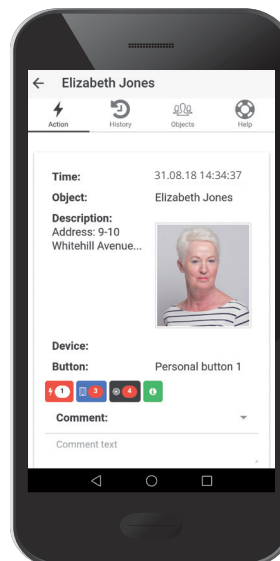 Elizabeth Jones
Action History Objects Help
Time: 31.08.18 14:34:37
Object: Elizabeth Jones
Description:
Address: 9-10
Whitehill Avenue...
Device:
Button: Personal button 1
1 3 4
Comment:
Comment text